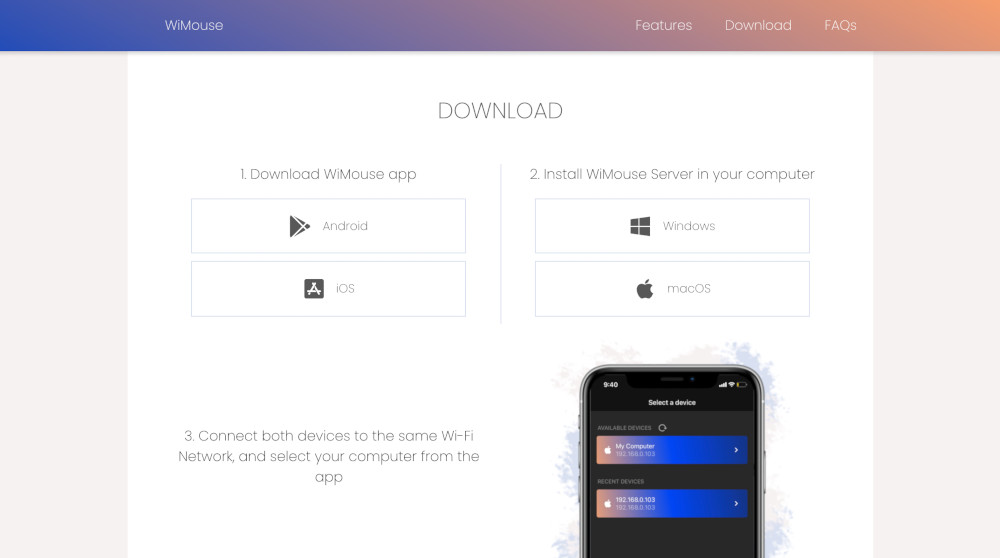 WiMouse
Features
Download
FAQs
DOWNLOAD
1. Download WiMouse app
Android
iOS
2. Install WiMouse Server in your computer
Windows
macOS
3. Connect both devices to the same Wi-Fi
Network, and select your computer from the
app
9:40
Select a device
AVAILABLE DEVICES
My Computer
192.168.0.103
RECENT DEVICES
192.168.0.103
192.168.0.103